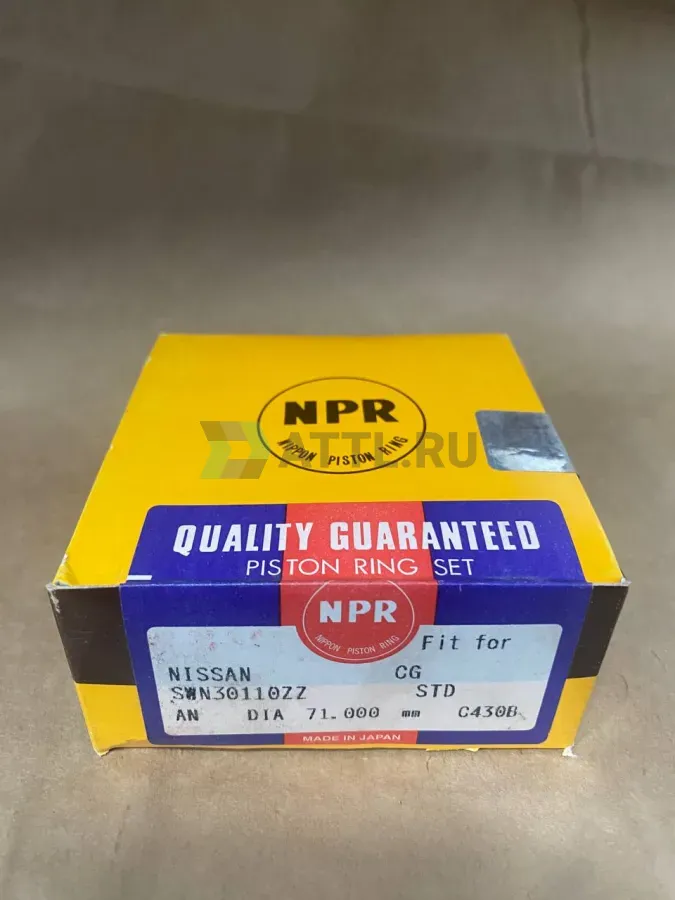 NPR
NIPPON PISTON RING
ATTL.RU
QUALITY GUARANTEED
PISTON RING SET
NPR
NIPPON PISTON RING
Fit for
NISSAN CG
SWN30110ZZ STD
AN DIA 71.000 mm C430B
MADE IN JAPAN